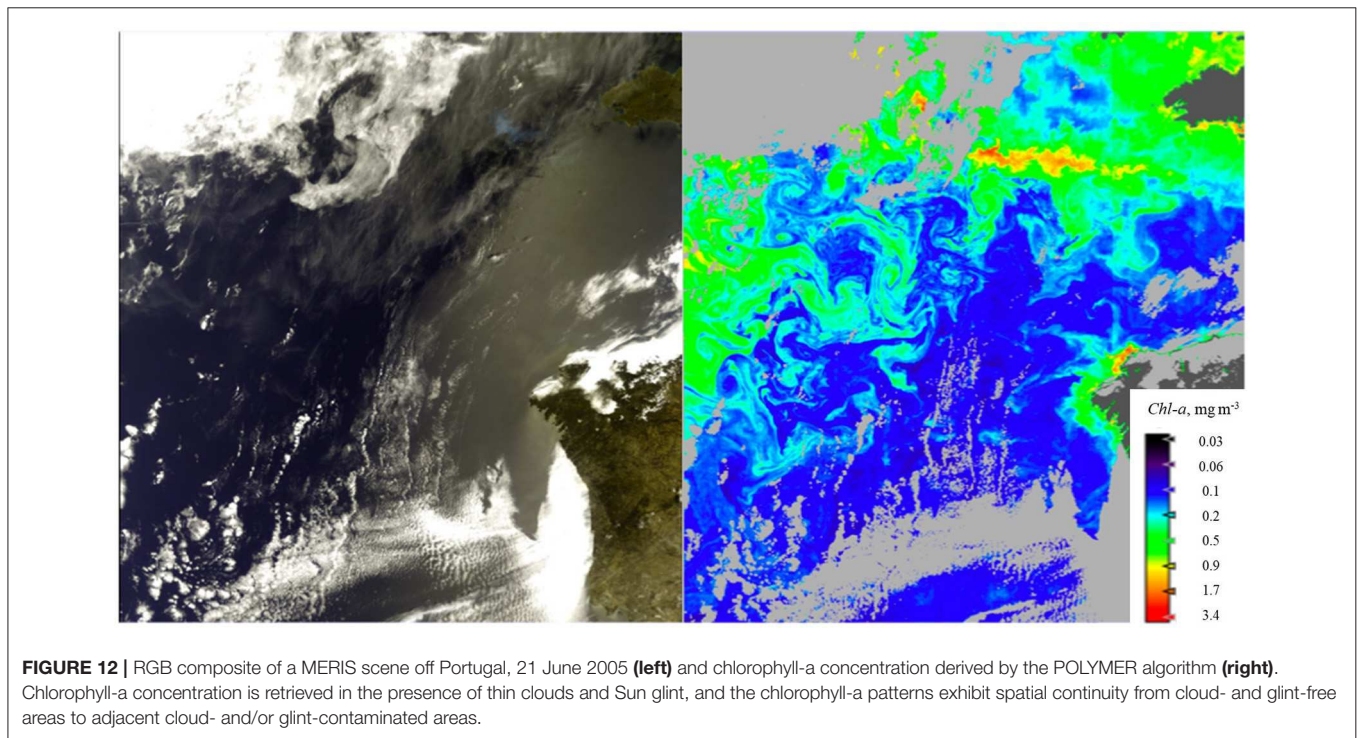 Chl-a, mg m-3
0.03
0.06
0.1
0.2
0.5
0.9
1.7
3.4
FIGURE 12 | RGB composite of a MERIS scene off Portugal, 21 June 2005 (left) and chlorophyll-a concentration derived by the POLYMER algorithm (right).
Chlorophyll-a concentration is retrieved in the presence of thin clouds and Sun glint, and the chlorophyll-a patterns exhibit spatial continuity from cloud- and glint-free
areas to adjacent cloud- and/or glint-contaminated areas.